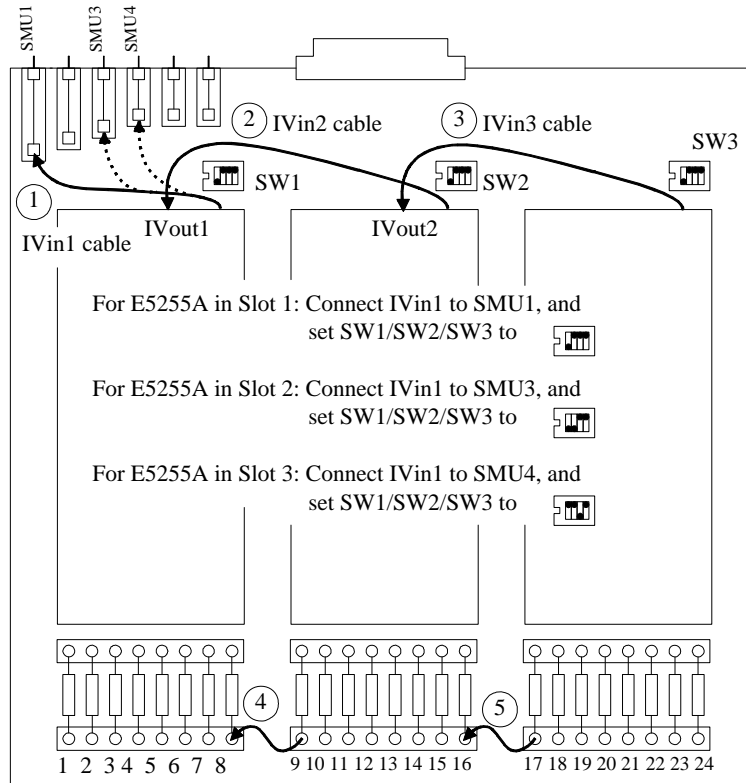 SMU1
SMU3
SMU4
2 IVin2 cable
3 IVin3 cable
SW3
SW1
SW2
1
IVout1
IVout2
IVin1 cable
For E5255A in Slot 1: Connect IVin1 to SMU1, and
set SW1/SW2/SW3 to
For E5255A in Slot 2: Connect IVin1 to SMU3, and
set SW1/SW2/SW3 to
For E5255A in Slot 3: Connect IVin1 to SMU4, and
set SW1/SW2/SW3 to
4
5
1 2 3 4 5 6 7 8
9 10 11 12 13 14 15 16
17 18 19 20 21 22 23 24